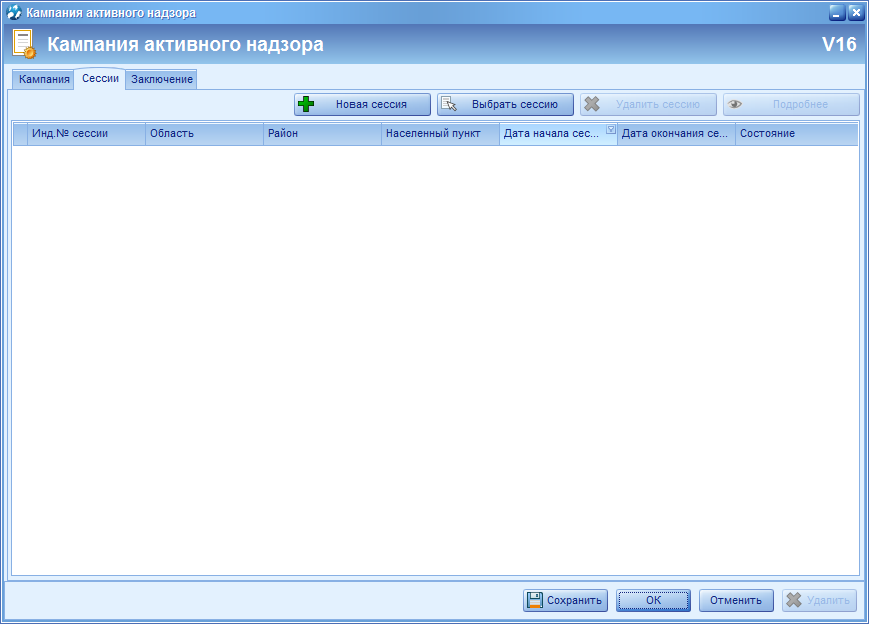 Кампания активного надзора
Кампания активного надзора V16
Кампания Сессии Заключение
Новая сессия Выбрать сессию Удалить сессию Подробнее
Инд.№ сессии Область Район Населенный пункт Дата начала сес... Дата окончания се... Состояние
Сохранить ОК Отменить Удалить